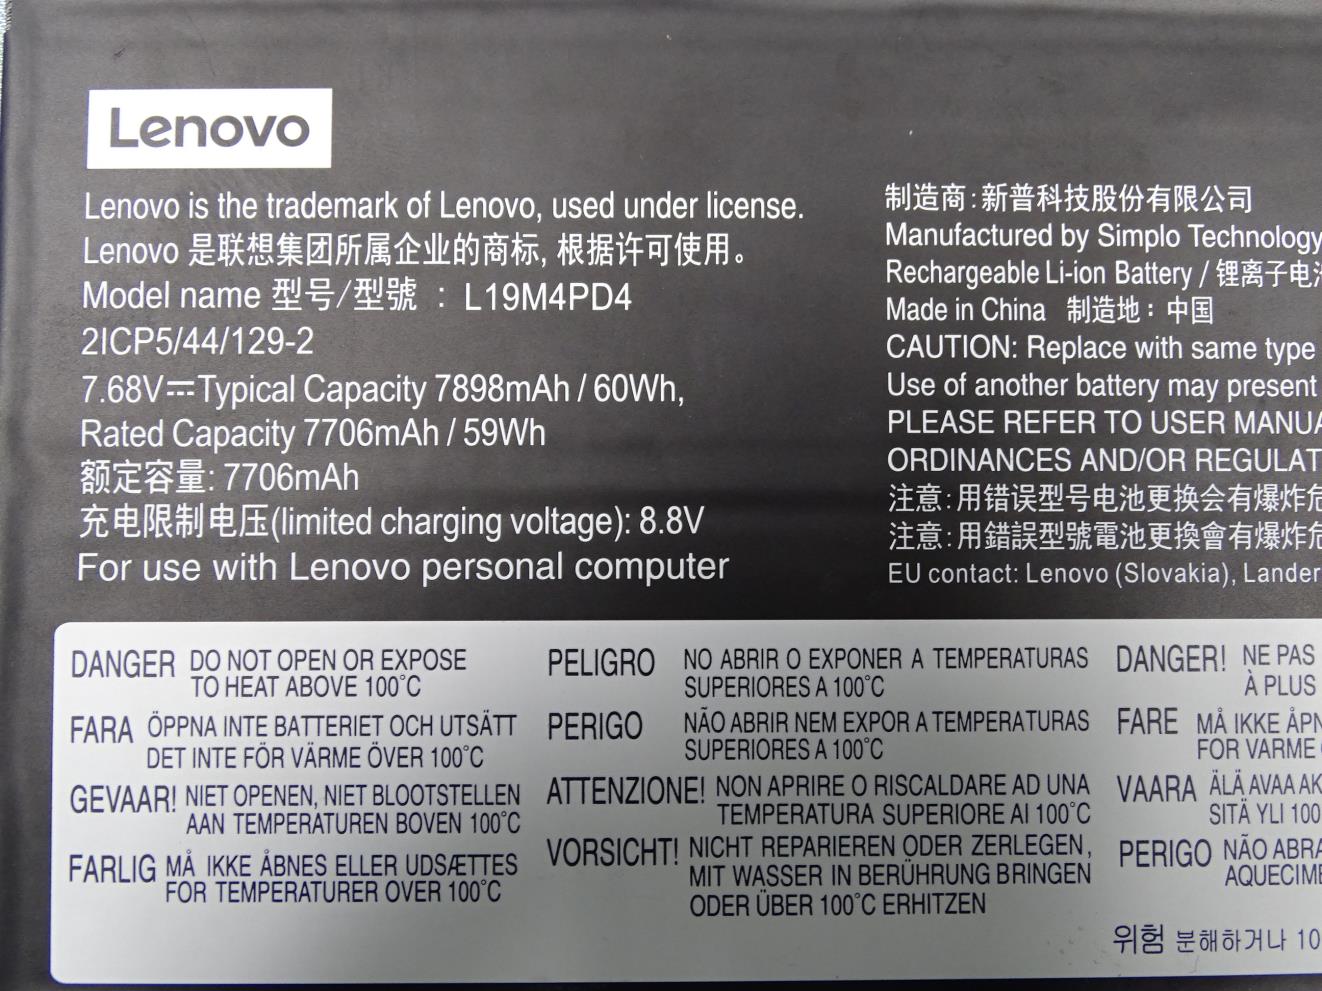 Lenovo
Lenovo is the trademark of Lenovo, used under license.
Lenovo 是联想集团所属企业的商标, 根据许可使用。
Model name 型号/型號 : L19M4PD4
2ICP5/44/129-2
7.68V⎓Typical Capacity 7898mAh / 60Wh,
Rated Capacity 7706mAh / 59Wh
额定容量: 7706mAh
充电限制电压(limited charging voltage): 8.8V
For use with Lenovo personal computer
制造商: 新普科技股份有限公司
Manufactured by Simplo Technology
Rechargeable Li-ion Battery / 锂离子电
Made in China 制造地: 中国
CAUTION: Replace with same type
Use of another battery may present
PLEASE REFER TO USER MANUA
ORDINANCES AND/OR REGULAT
注意: 用错误型号电池更换会有爆炸危
注意: 用錯誤型號電池更換會有爆炸危
EU contact: Lenovo (Slovakia), Lander
DANGER DO NOT OPEN OR EXPOSE
TO HEAT ABOVE 100°C
FARA ÖPPNA INTE BATTERIET OCH UTSÄTT
DET INTE FÖR VÄRME ÖVER 100°C
GEVAAR! NIET OPENEN, NIET BLOOTSTELLEN
AAN TEMPERATUREN BOVEN 100°C
FARLIG MÅ IKKE ÅBNES ELLER UDSÆTTES
FOR TEMPERATURER OVER 100°C
PELIGRO NO ABRIR O EXPONER A TEMPERATURAS
SUPERIORES A 100°C
PERIGO NÃO ABRIR NEM EXPOR A TEMPERATURAS
SUPERIORES A 100°C
ATTENZIONE! NON APRIRE O RISCALDARE AD UNA
TEMPERATURA SUPERIORE AI 100°C
VORSICHT! NICHT REPARIEREN ODER ZERLEGEN,
MIT WASSER IN BERÜHRUNG BRINGEN
ODER ÜBER 100°C ERHITZEN
DANGER! NE PAS
À PLUS
FARE MÅ IKKE ÅPN
FOR VARME
VAARA ÄLÄ AVAA AK
SITÄ YLI 100
PERIGO NÃO ABRA
AQUECIME
위험 분해하거나 10